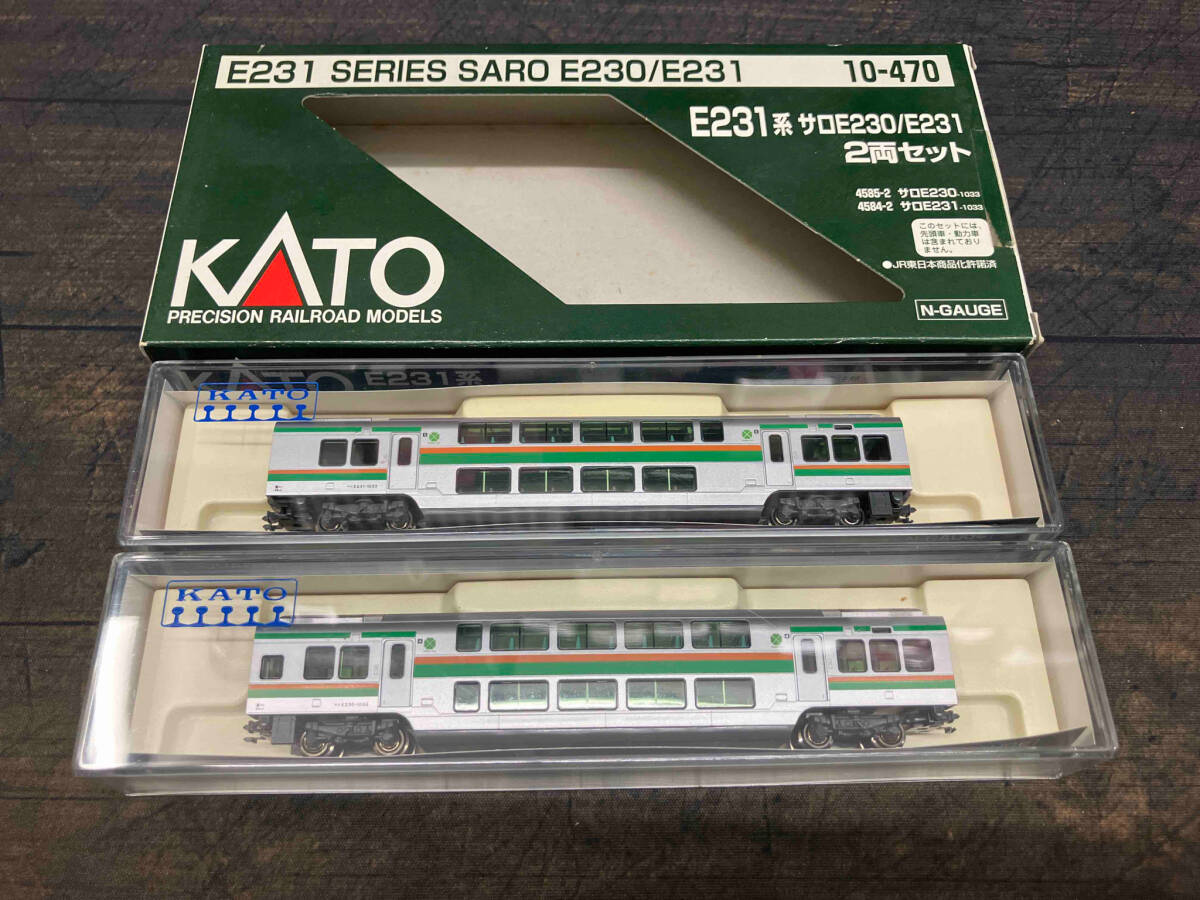 E231 SERIES SARO E230/E231 10-470
E231系 サロE230/E231
2両セット
4585-2 サロE230-1033
4584-2 サロE231-1033
このセットには、
先頭車・動力車
は含まれており
ません。
●JR東日本商品化許諾済
KATO
PRECISION RAILROAD MODELS
N-GAUGE
KATO E231系
KATO
KATO